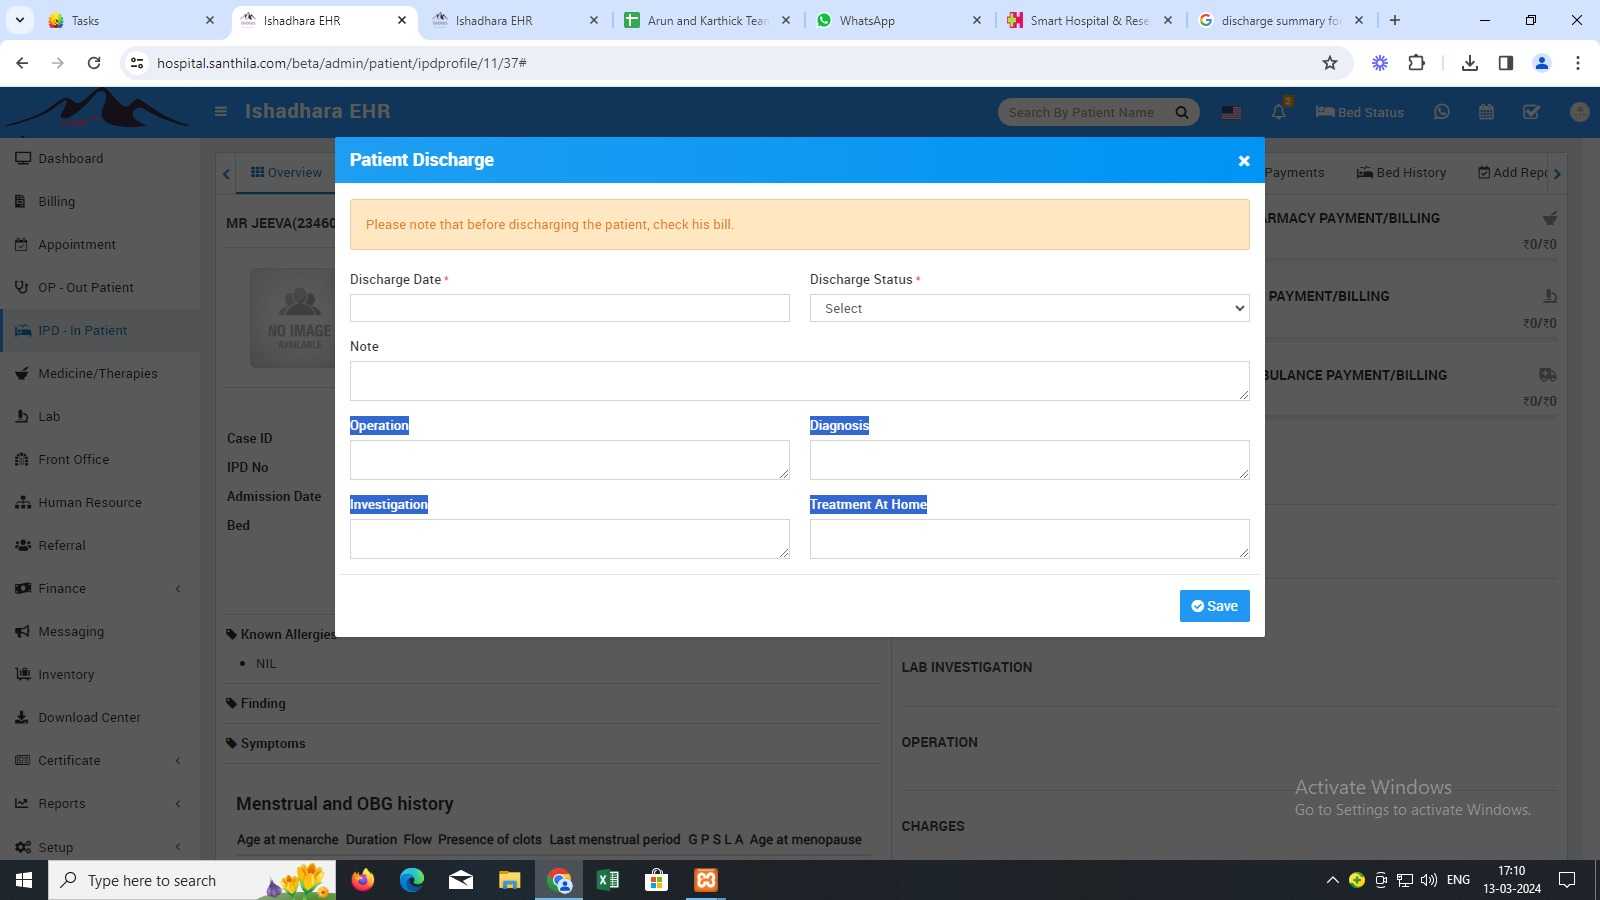 Tasks
Ishadhara EHR
Ishadhara EHR
Arun and Karthick Tean
WhatsApp
Smart Hospital & Rese
discharge summary fo
hospital.santhila.com/beta/admin/patient/ipdprofile/11/37#
Ishadhara EHR
Search By Patient Name
Bed Status
Dashboard
Billing
Appointment
OP - Out Patient
IPD - In Patient
Medicine/Therapies
Lab
Front Office
Human Resource
Referral
Finance
Messaging
Inventory
Download Center
Certificate
Reports
Setup
Overview
Payments
Bed History
Add Repo
MR JEEVA(23460
NO IMAGE
AVAILABLE
Case ID
IPD No
Admission Date
Bed
Known Allergies
NIL
Finding
Symptoms
Menstrual and OBG history
Age at menarche Duration Flow Presence of clots Last menstrual period G P S L A Age at menopause
Patient Discharge
Please note that before discharging the patient, check his bill.
Discharge Date *
Discharge Status *
Select
Note
Operation
Diagnosis
Investigation
Treatment At Home
Save
RMACY PAYMENT/BILLING
₹0/₹0
PAYMENT/BILLING
₹0/₹0
BULANCE PAYMENT/BILLING
₹0/₹0
LAB INVESTIGATION
OPERATION
CHARGES
Activate Windows
Go to Settings to activate Windows.
Type here to search
ENG
17:10
13-03-2024